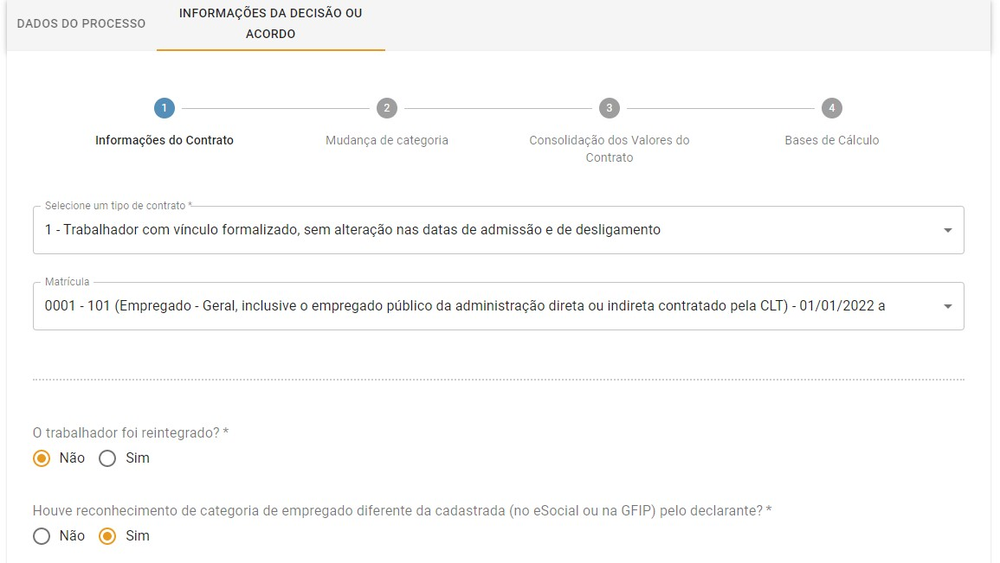 DADOS DO PROCESSO
INFORMAÇÕES DA DECISÃO OU
ACORDO
1
2
3
4
Informações do Contrato
Mudança de categoria
Consolidação dos Valores do
Contrato
Bases de Cálculo
Selecione um tipo de contrato *
1 - Trabalhador com vínculo formalizado, sem alteração nas datas de admissão e de desligamento
Matrícula
0001 - 101 (Empregado - Geral, inclusive o empregado público da administração direta ou indireta contratado pela CLT) - 01/01/2022 a
O trabalhador foi reintegrado? *
Não Sim
Houve reconhecimento de categoria de empregado diferente da cadastrada (no eSocial ou na GFIP) pelo declarante? *
Não Sim